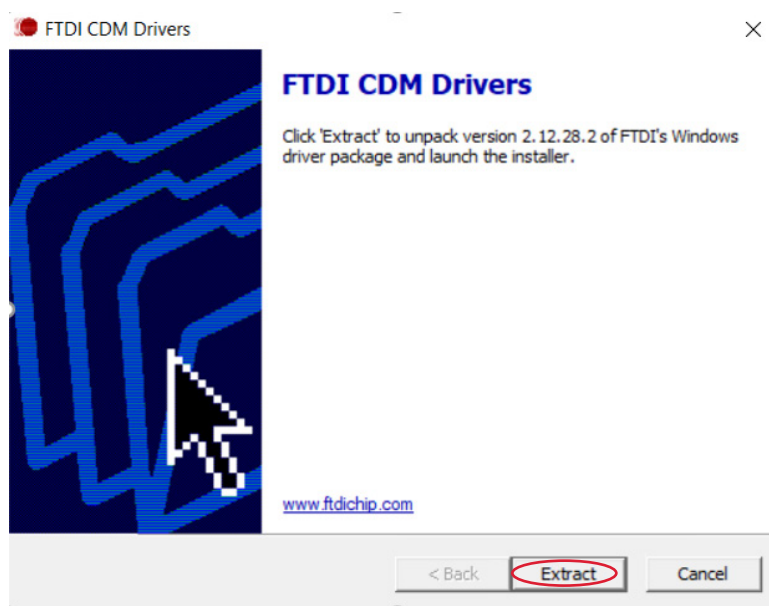 FTDI CDM Drivers
FTDI CDM Drivers
Click 'Extract' to unpack version 2.12.28.2 of FTDI's Windows
driver package and launch the installer.
www.ftdichip.com
< Back Extract Cancel